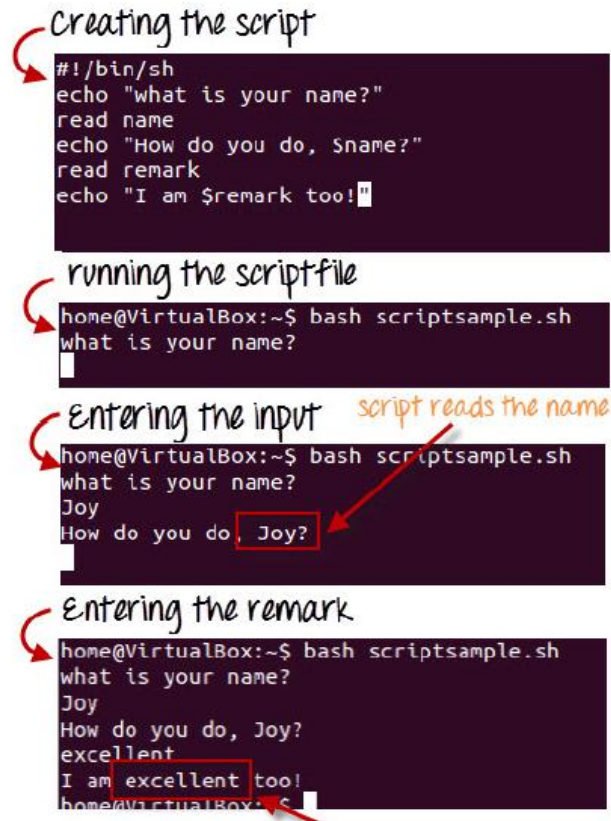 Creating the script
#!/bin/sh
echo "what is your name?"
read name
echo "How do you do, $name?"
read remark
echo "I am $remark too!"
running the scriptfile
home@VirtualBox:~$ bash scriptsample.sh
what is your name?
Entering the input
script reads the name
home@VirtualBox:~$ bash scriptsample.sh
what is your name?
Joy
How do you do, Joy?
Entering the remark
home@VirtualBox:~$ bash scriptsample.sh
what is your name?
Joy
How do you do, Joy?
excellent
I am excellent too!
home@VirtualBox:~$